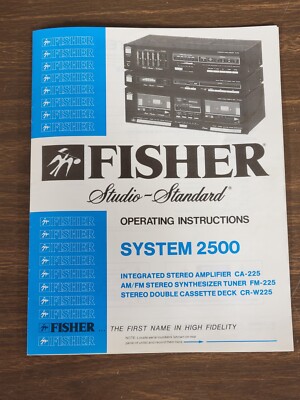 FISHER
FISHER
FISHER
FISHER
FISHER
FISHER
FISHER
FISHER
FISHER®
Studio-Standard®
OPERATING INSTRUCTIONS
SYSTEM 2500
INTEGRATED STEREO AMPLIFIER CA-225
AM/FM STEREO SYNTHESIZER TUNER FM-225
STEREO DOUBLE CASSETTE DECK CR-W225
FISHER
FISHER
FISHER
FISHER
FISHER
FISHER
FISHER
FISHER
FISHER ... THE FIRST NAME IN HIGH FIDELITY